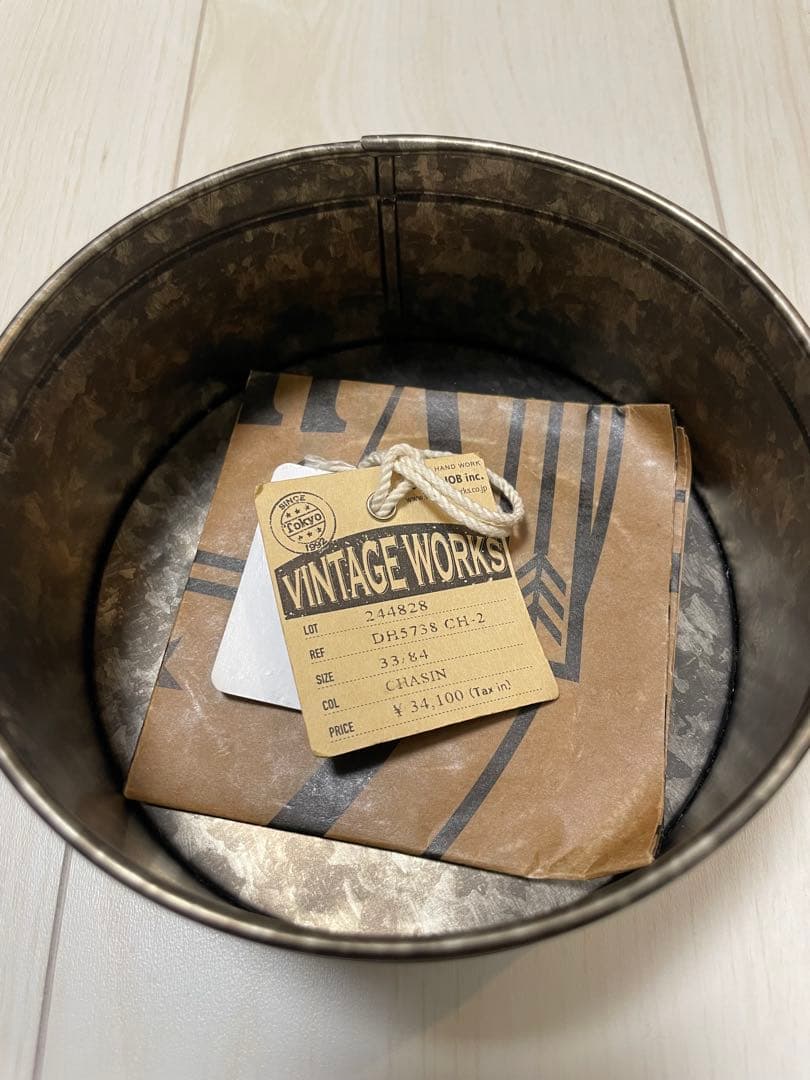 HAND WORK
JOB inc.
SINCE
Tokyo
1992
VINTAGE WORKS
LOT 244828
REF DH5738 CH-2
SIZE 33/84
COL CHASIN
PRICE ¥ 34,100 (Tax in)